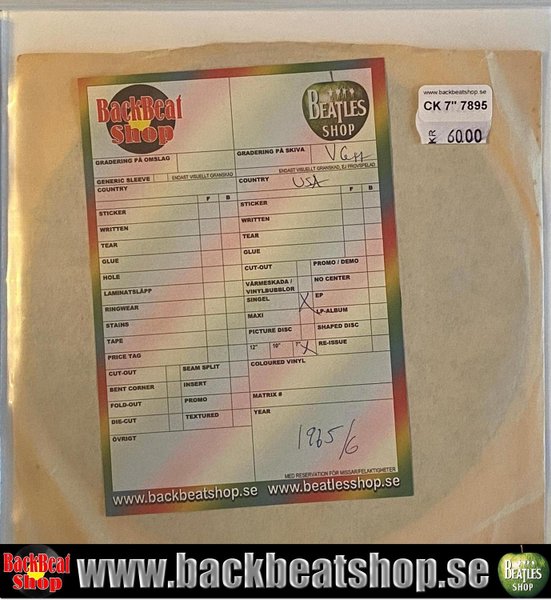 BackBeat
Shop
BEATLES
SHOP
www.backbeatshop.se
CK 7" 7895
KR 60.00
GRADERING PÅ OMSLAG
GRADERING PÅ SKIVA
VG++
GENERIC SLEEVE
ENDAST VISUELLT GRANSKAD
ENDAST VISUELLT GRANSKAD, EJ PROVSPELAD
COUNTRY
F B
STICKER
WRITTEN
TEAR
GLUE
HOLE
LAMINATSLÄPP
RINGWEAR
STAINS
TAPE
PRICE TAG
CUT-OUT
SEAM SPLIT
BENT CORNER
INSERT
FOLD-OUT
PROMO
DIE-CUT
TEXTURED
ÖVRIGT
COUNTRY
USA
F B
STICKER
WRITTEN
TEAR
GLUE
CUT-OUT
PROMO / DEMO
VÄRMESKADA /
VINYLBUBBLOR
NO CENTER
SINGEL
X
EP
MAXI
LP-ALBUM
PICTURE DISC
SHAPED DISC
12" 10" 7" X
RE-ISSUE
COLOURED VINYL
MATRIX #
YEAR
1965/6
MED RESERVATION FÖR MISSAR/FELAKTIGHETER
www.backbeatshop.se www.beatlesshop.se
BackBeat
Shop
www.backbeatshop.se
BEATLES
SHOP